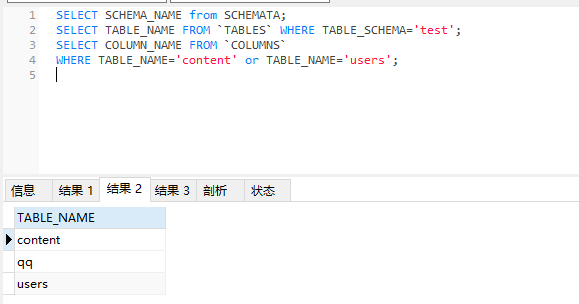 1 SELECT SCHEMA_NAME from SCHEMATA;
2 SELECT TABLE_NAME FROM `TABLES` WHERE TABLE_SCHEMA='test';
3 SELECT COLUMN_NAME FROM `COLUMNS`
4 WHERE TABLE_NAME='content' or TABLE_NAME='users';
5
信息 结果 1 结果 2 结果 3 剖析 状态
TABLE_NAME
content
qq
users